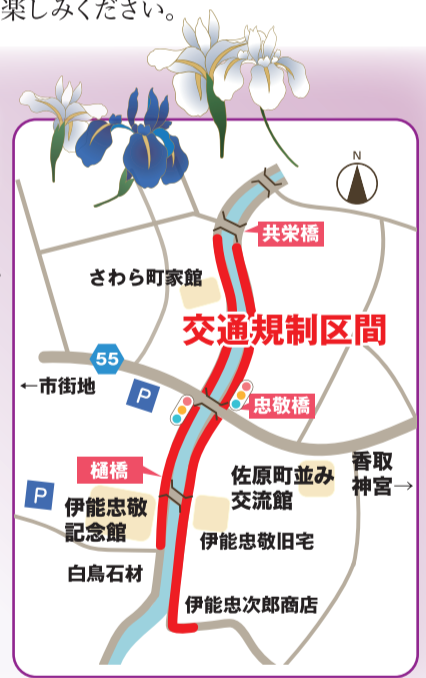 楽しみください。
N
共栄橋
さわら町家館
交通規制区間
55
←市街地
P
忠敬橋
樋橋
佐原町並み
交流館
香取
神宮→
P
伊能忠敬
記念館
伊能忠敬旧宅
白鳥石材
伊能忠次郎商店